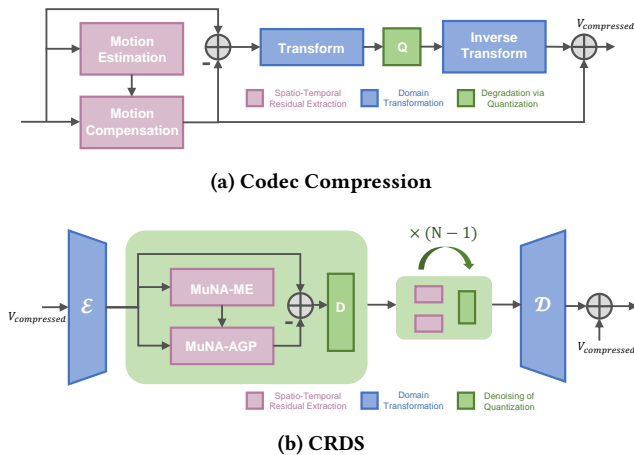 V_compressed
Motion
Estimation
Transform
Q
Inverse
Transform
-
Motion
Compensation
Spatio-Temporal
Residual Extraction
Domain
Transformation
Degradation via
Quantization
(a) Codec Compression
× (N − 1)
MuNA-ME
ℰ
D
𝒟
V_compressed
-
MuNA-AGP
V_compressed
Spatio-Temporal
Residual Extraction
Domain
Transformation
Denoising of
Quantization
(b) CRDS